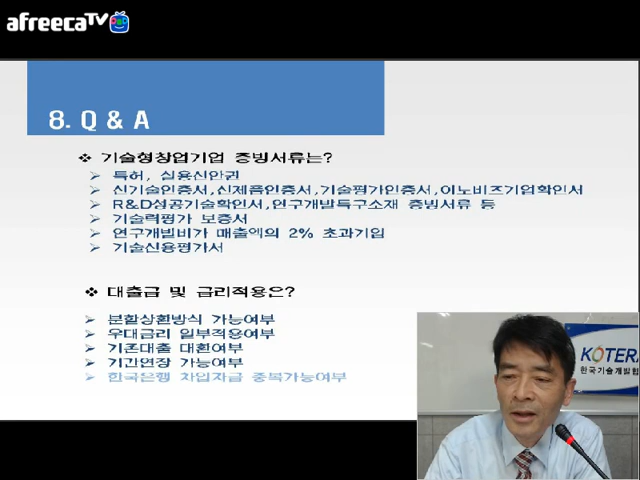 afreecaTV
8. Q & A
❖ 기술형창업기업 증빙서류는?
➢ 특허, 실용신안권
➢ 신기술인증서,신제품인증서,기술평가인증서,이노비즈기업확인서
➢ R&D성공기술확인서,연구개발특구소재 증빙서류 등
➢ 기술력평가 보증서
➢ 연구개발비가 매출액의 2% 초과기업
➢ 기술신용평가서
❖ 대출금 및 금리적용은?
➢ 분할상환방식 가능여부
➢ 우대금리 일부적용여부
➢ 기존대출 대환여부
➢ 기간연장 가능여부
➢ 한국은행 차입자금 중복가능여부
KOTERA
한국기술개발협